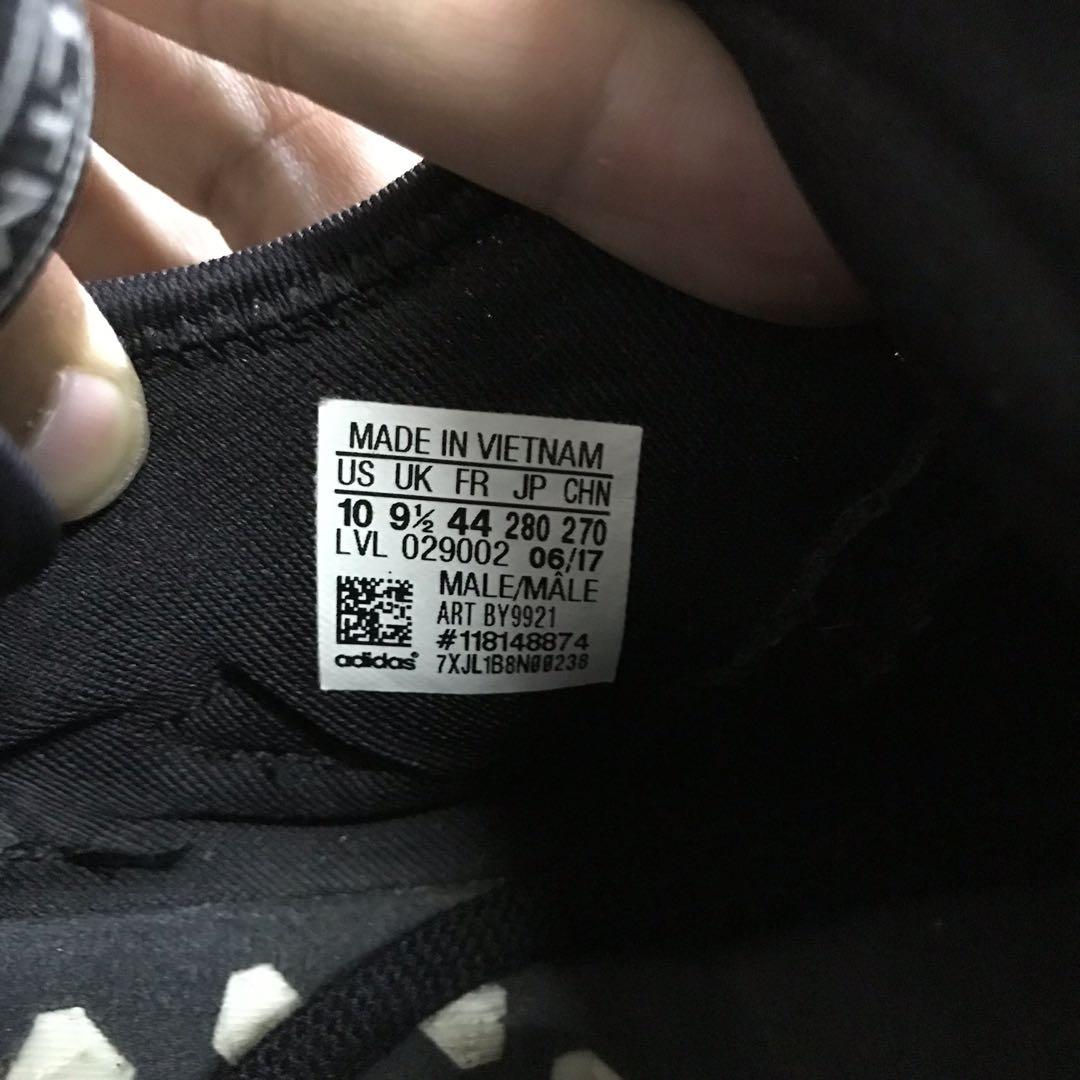 MADE IN VIETNAM
US UK FR JP CHN
10 9½ 44 280 270
LVL 029002 06/17
MALE/MÂLE
ART BY9921
#118148874
adidas® 7XJL1B8N00238